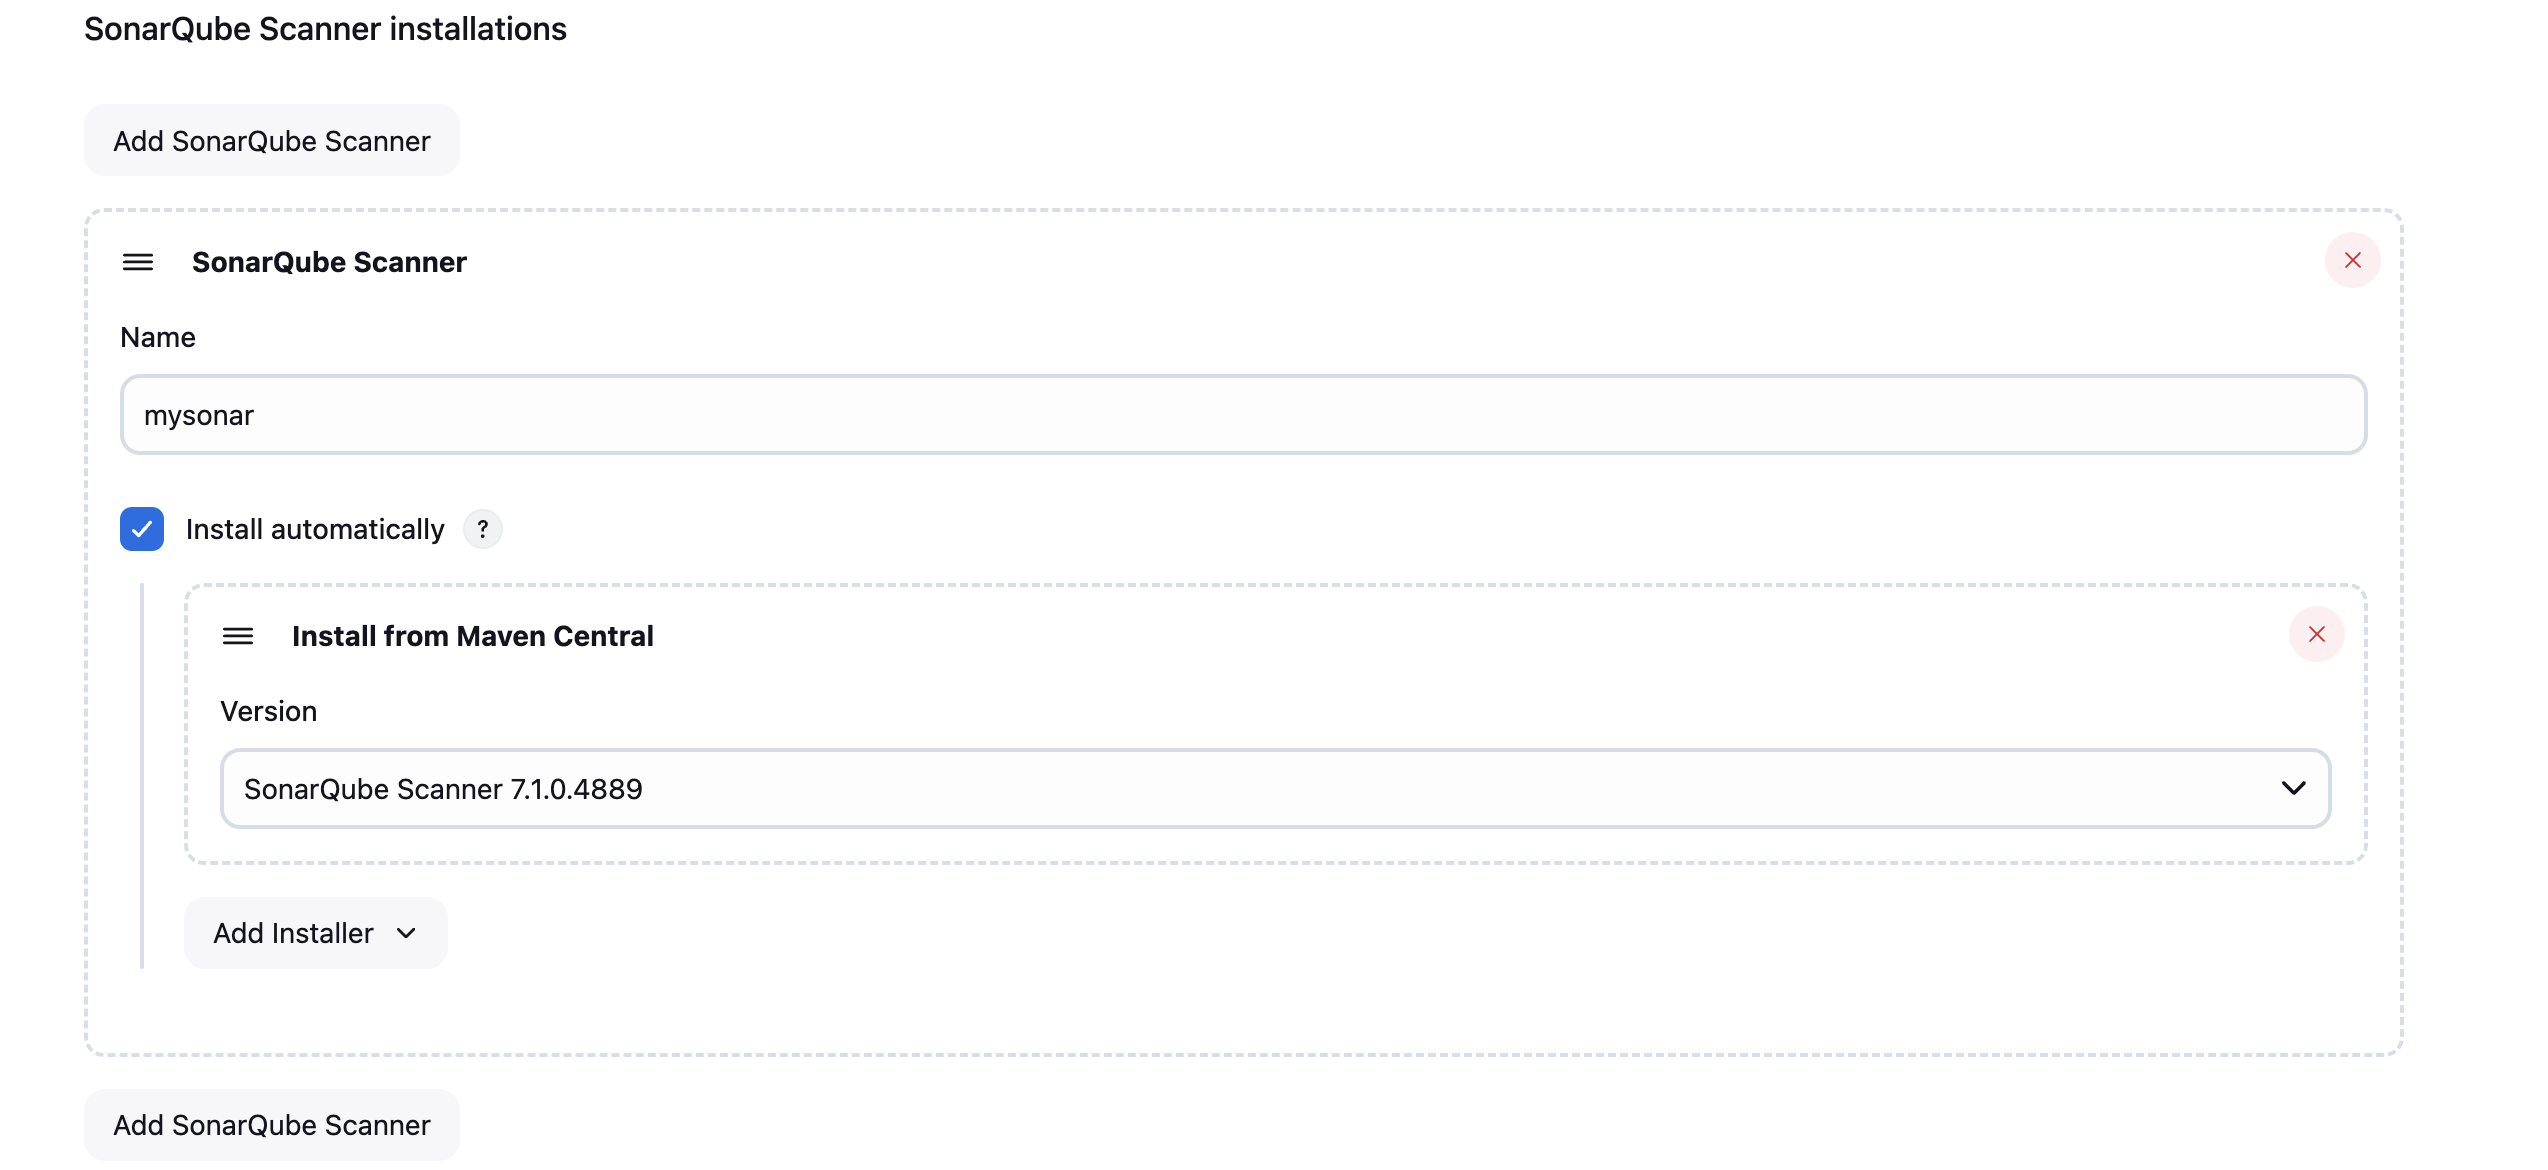 SonarQube Scanner installations
Add SonarQube Scanner
SonarQube Scanner
Name
mysonar
Install automatically ?
Install from Maven Central
Version
SonarQube Scanner 7.1.0.4889
Add Installer
Add SonarQube Scanner